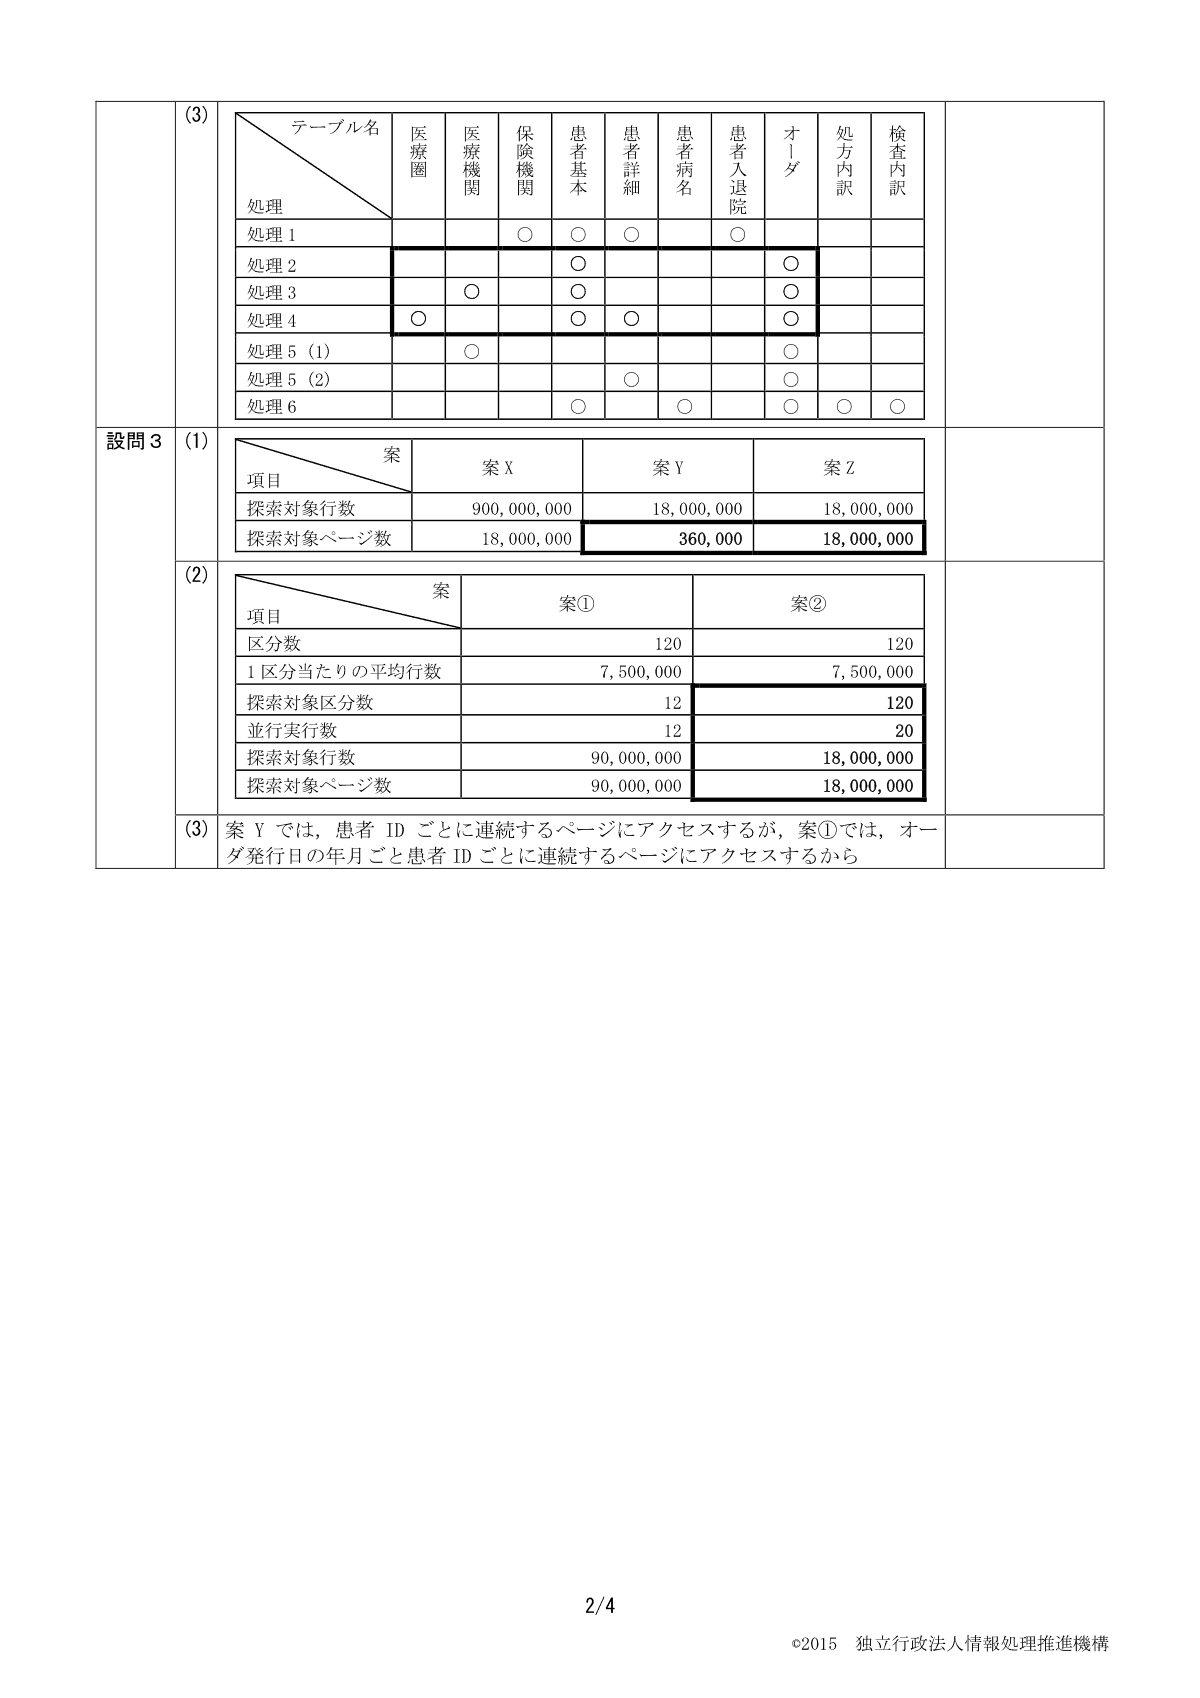 (3)
テーブル名
処理
医療圏
医療機関
保険機関
患者基本
患者詳細
患者病名
患者入退院
オーダ
処方内訳
検査内訳
処理 1 ○ ○ ○ ○
処理 2 ○ ○
処理 3 ○ ○ ○
処理 4 ○ ○ ○ ○
処理 5 (1) ○ ○
処理 5 (2) ○ ○
処理 6 ○ ○ ○ ○ ○
設問３ (1)
案
項目
案 X 案 Y 案 Z
探索対象行数 900,000,000 18,000,000 18,000,000
探索対象ページ数 18,000,000 360,000 18,000,000
(2)
案
項目
案① 案②
区分数 120 120
1 区分当たりの平均行数 7,500,000 7,500,000
探索対象区分数 12 120
並行実行数 12 20
探索対象行数 90,000,000 18,000,000
探索対象ページ数 90,000,000 18,000,000
(3) 案 Y では，患者 ID ごとに連続するページにアクセスするが，案①では，オー
ダ発行日の年月ごと患者 ID ごとに連続するページにアクセスするから
2/4
©2015 独立行政法人情報処理推進機構